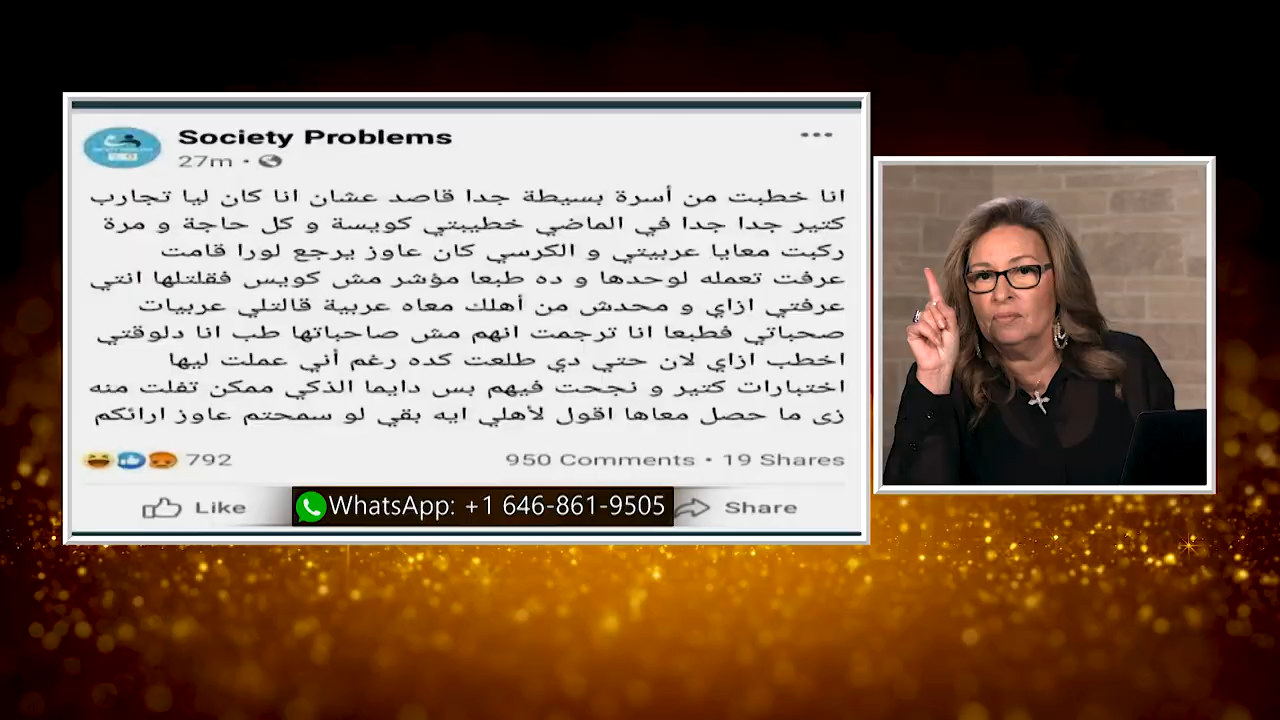 Society Problems
27m
انا خطبت من أسرة بسيطة جدا قاصد عشان انا كان ليا تجارب
كتير جدا جدا في الماضي خطيبتي كويسة و كل حاجة و مرة
ركبت معايا عربيتي و الكرسي كان عاوز يرجع لورا قامت
عرفت تعمله لوحدها و ده طبعا مؤشر مش كويس فقلتلها انتي
عرفتي ازاي و محدش من أهلك معاه عربية قالتلي عربيات
صحباتي فطبعا انا ترجمت انهم مش صاحباتها طب انا دلوقتي
اخطب ازاي لان حتي دي طلعت كده رغم أني عملت ليها
اختبارات كتير و نجحت فيهم بس دايما الذكي ممكن تفلت منه
زى ما حصل معاها اقول لأهلي ايه بقي لو سمحتم عاوز ارائكم
792 950 Comments • 19 Shares
Like WhatsApp: +1 646-861-9505 Share